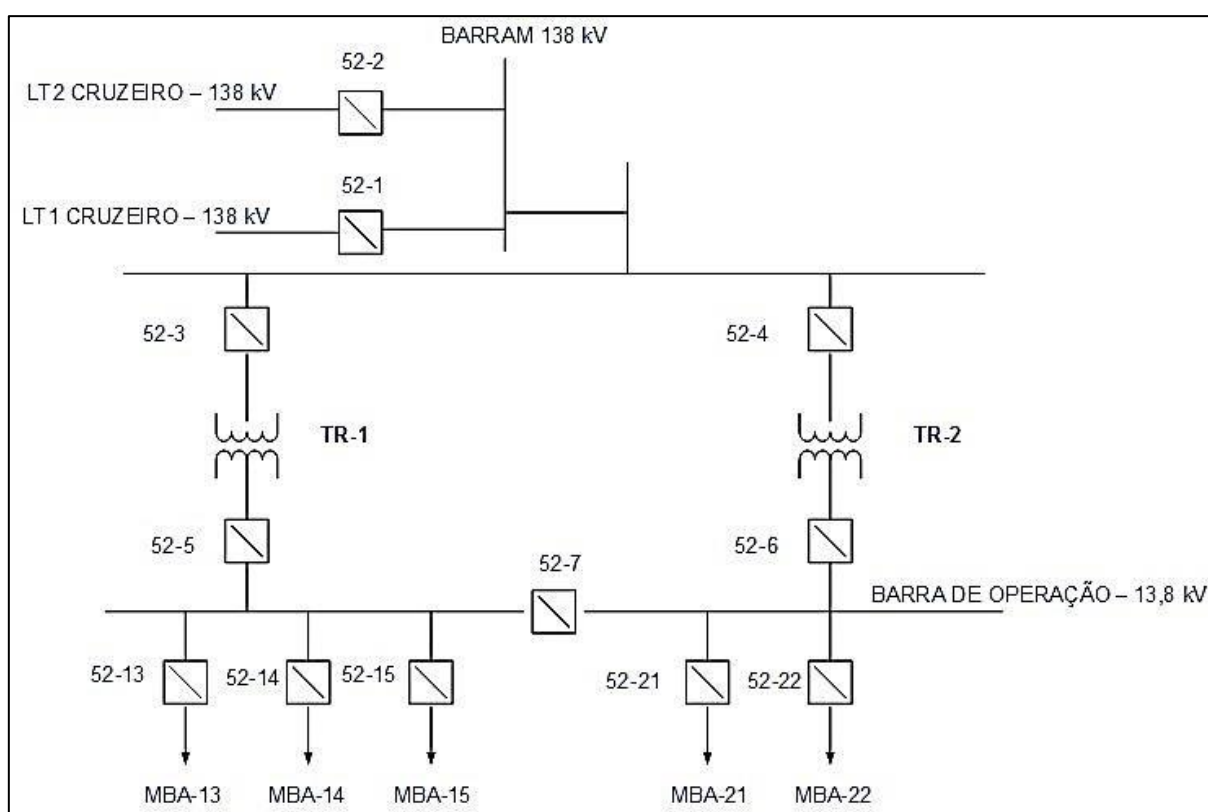 BARRAM 138 kV
52-2
LT2 CRUZEIRO – 138 kV
52-1
LT1 CRUZEIRO – 138 kV
52-3
52-4
TR-1
TR-2
52-5
52-6
52-7
BARRA DE OPERAÇÃO – 13,8 kV
52-13
52-14
52-15
52-21
52-22
MBA-13
MBA-14
MBA-15
MBA-21
MBA-22